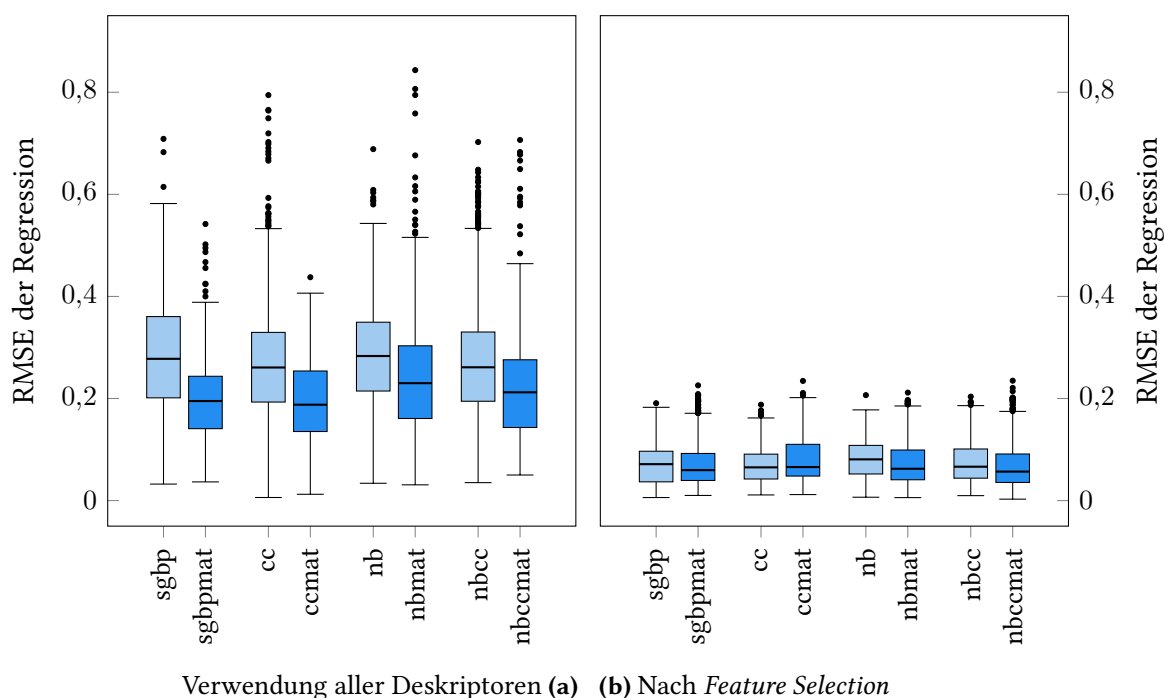 0,8
0,6
0,4
0,2
0
RMSE der Regression
sgbp
sgbpmat
cc
ccmat
nb
nbmat
nbcc
nbccmat
0,8
0,6
0,4
0,2
0
RMSE der Regression
sgbp
sgbpmat
cc
ccmat
nb
nbmat
nbcc
nbccmat
Verwendung aller Deskriptoren (a)
(b) Nach Feature Selection